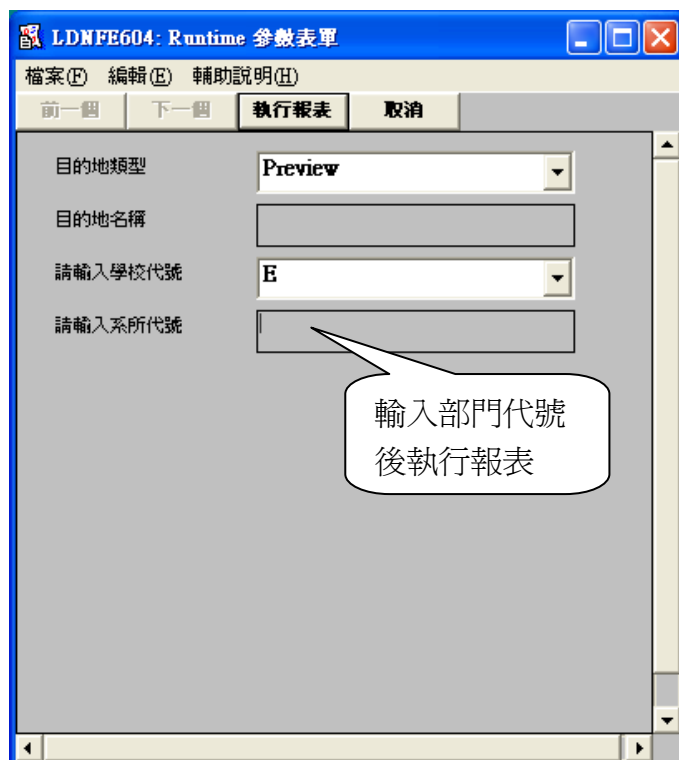 LDNFE604: Runtime 參數表單
檔案(F) 編輯(E) 輔助說明(H)
前一個 下一個 執行報表 取消
目的地類型 Preview
目的地名稱
請輸入學校代號 E
請輸入系所代號
輸入部門代號
後執行報表